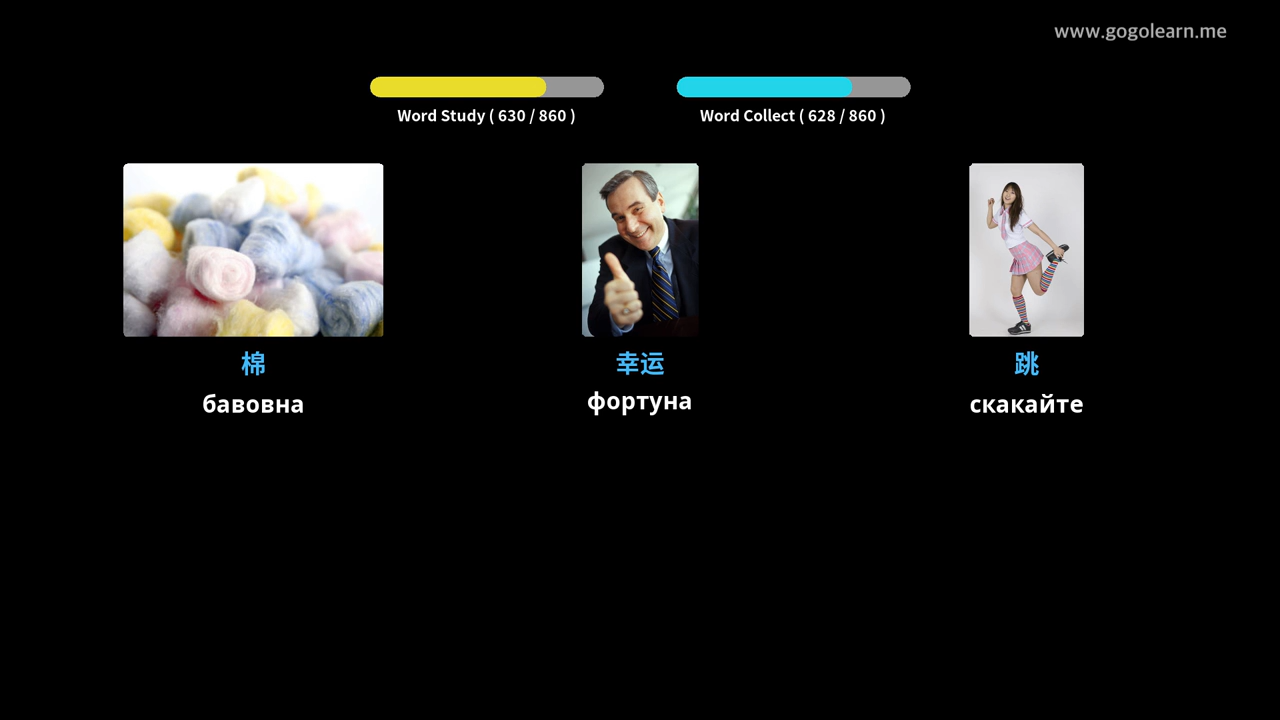 www.gogolearn.me
Word Study ( 630 / 860 )
Word Collect ( 628 / 860 )
棉
幸运
跳
бавовна
фортуна
скакайте